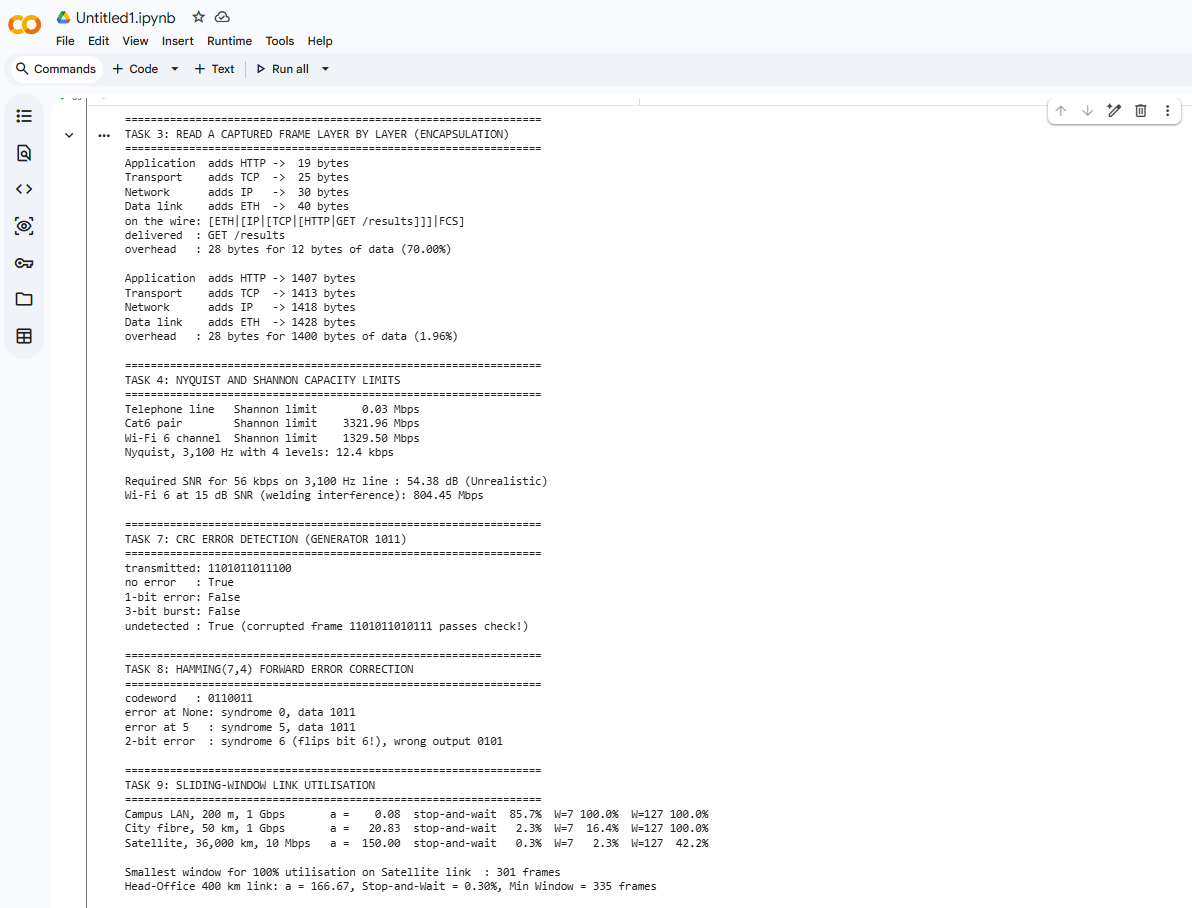 CO Untitled1.ipynb
File Edit View Insert Runtime Tools Help
Commands + Code + Text Run all
================================================================
TASK 3: READ A CAPTURED FRAME LAYER BY LAYER (ENCAPSULATION)
================================================================
Application  adds HTTP ->  19 bytes
Transport    adds TCP  ->  25 bytes
Network      adds IP   ->  30 bytes
Data link    adds ETH  ->  40 bytes
on the wire: [ETH|[IP|[TCP|[HTTP|GET /results]]]|FCS]
delivered  : GET /results
overhead   : 28 bytes for 12 bytes of data (70.00%)
Application  adds HTTP -> 1407 bytes
Transport    adds TCP  -> 1413 bytes
Network      adds IP   -> 1418 bytes
Data link    adds ETH  -> 1428 bytes
overhead   : 28 bytes for 1400 bytes of data (1.96%)
================================================================
TASK 4: NYQUIST AND SHANNON CAPACITY LIMITS
================================================================
Telephone line   Shannon limit       0.03 Mbps
Cat6 pair        Shannon limit    3321.96 Mbps
Wi-Fi 6 channel  Shannon limit    1329.50 Mbps
Nyquist, 3,100 Hz with 4 levels: 12.4 kbps
Required SNR for 56 kbps on 3,100 Hz line : 54.38 dB (Unrealistic)
Wi-Fi 6 at 15 dB SNR (welding interference): 804.45 Mbps
================================================================
TASK 7: CRC ERROR DETECTION (GENERATOR 1011)
================================================================
transmitted: 1101011011100
no error   : True
1-bit error: False
3-bit burst: False
undetected : True (corrupted frame 1101011010111 passes check!)
================================================================
TASK 8: HAMMING(7,4) FORWARD ERROR CORRECTION
================================================================
codeword   : 0110011
error at None: syndrome 0, data 1011
error at 5   : syndrome 5, data 1011
2-bit error  : syndrome 6 (flips bit 6!), wrong output 0101
================================================================
TASK 9: SLIDING-WINDOW LINK UTILISATION
================================================================
Campus LAN, 200 m, 1 Gbps       a =    0.08  stop-and-wait  85.7%  W=7 100.0%  W=127 100.0%
City fibre, 50 km, 1 Gbps       a =   20.83  stop-and-wait   2.3%  W=7  16.4%  W=127 100.0%
Satellite, 36,000 km, 10 Mbps   a =  150.00  stop-and-wait   0.3%  W=7   2.3%  W=127  42.2%
Smallest window for 100% utilisation on Satellite link  : 301 frames
Head-Office 400 km link: a = 166.67, Stop-and-Wait = 0.30%, Min Window = 335 frames